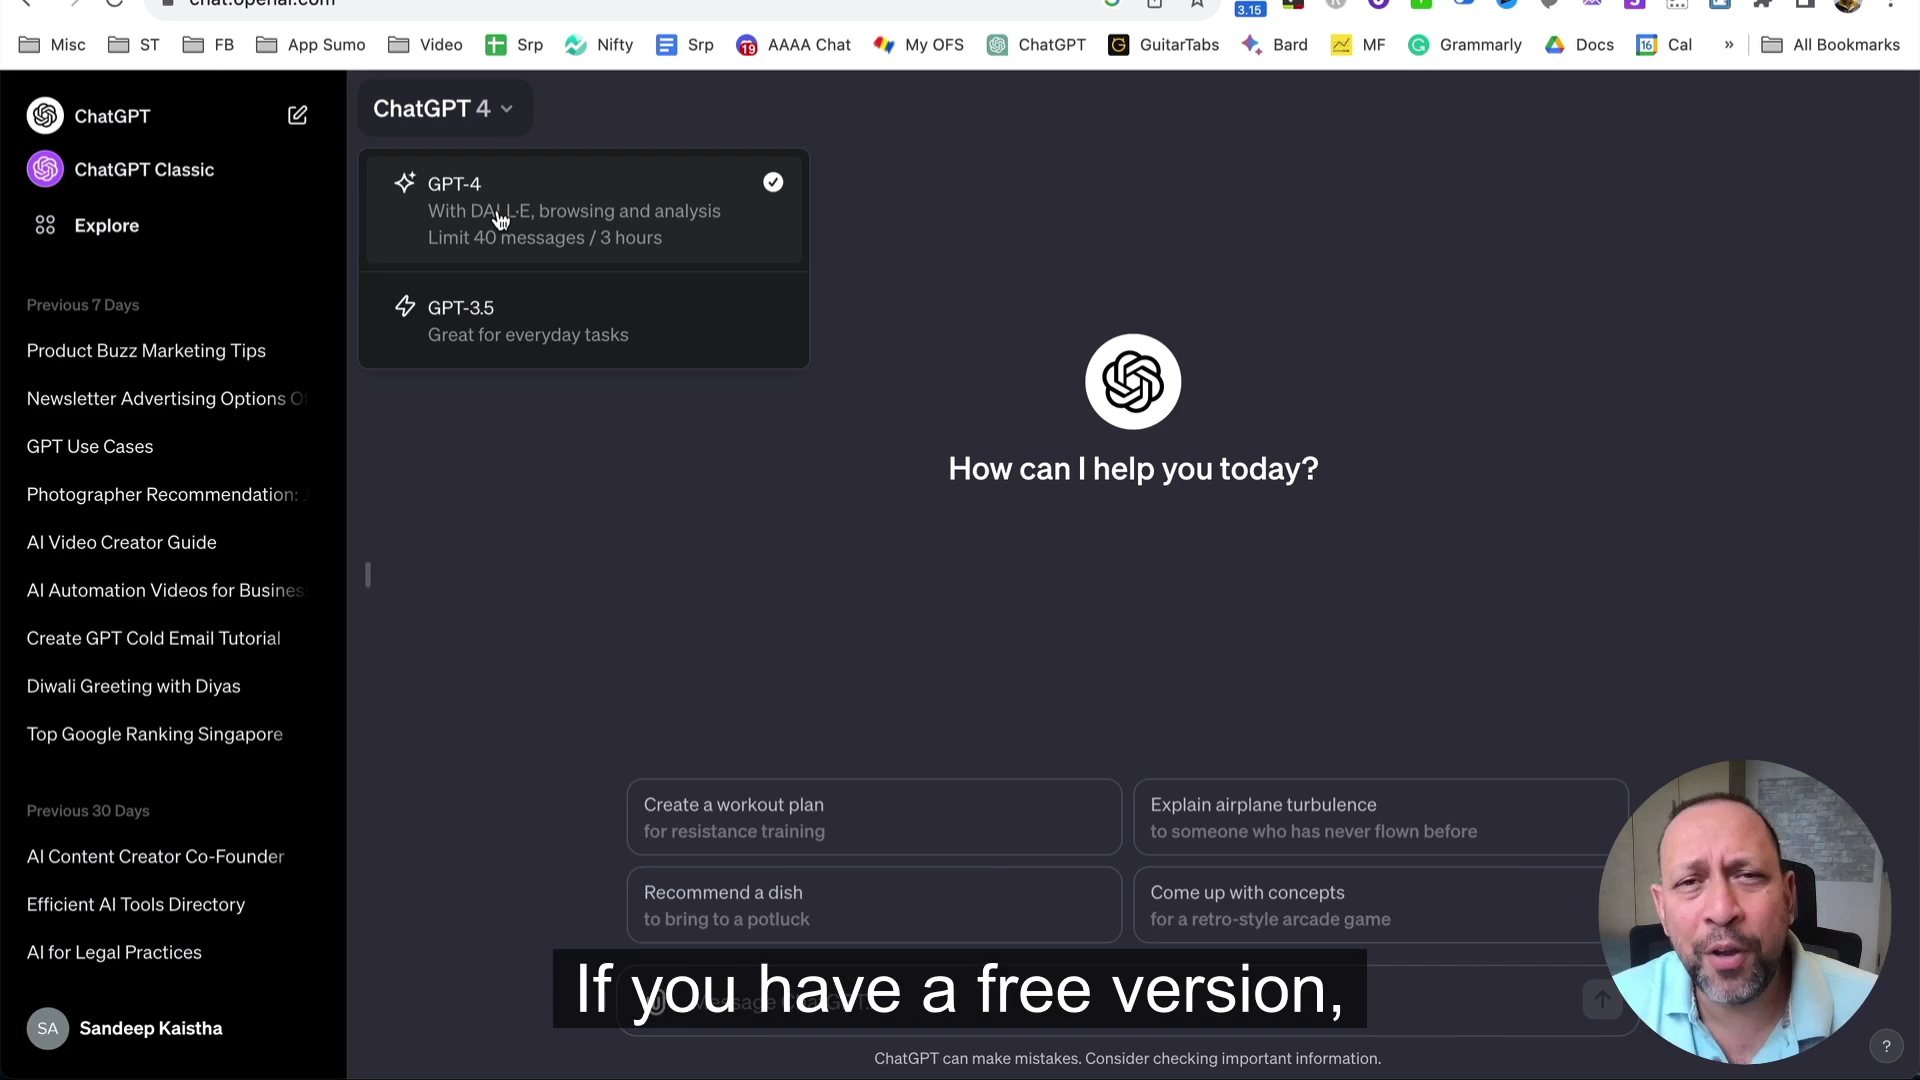 chat.openai.com
3.15
Misc ST FB App Sumo Video Srp Nifty Srp 19 AAAA Chat My OFS ChatGPT GuitarTabs Bard MF Grammarly Docs 16 Cal » All Bookmarks
ChatGPT
ChatGPT Classic
Explore
Previous 7 Days
Product Buzz Marketing Tips
Newsletter Advertising Options
GPT Use Cases
Photographer Recommendation:
AI Video Creator Guide
AI Automation Videos for Busines
Create GPT Cold Email Tutorial
Diwali Greeting with Diyas
Top Google Ranking Singapore
Previous 30 Days
AI Content Creator Co-Founder
Efficient AI Tools Directory
AI for Legal Practices
SA Sandeep Kaistha
ChatGPT 4
GPT-4
With DALL·E, browsing and analysis
Limit 40 messages / 3 hours
GPT-3.5
Great for everyday tasks
How can I help you today?
Create a workout plan
for resistance training
Explain airplane turbulence
to someone who has never flown before
Recommend a dish
to bring to a potluck
Come up with concepts
for a retro-style arcade game
If you have a free version,
ChatGPT can make mistakes. Consider checking important information.
?